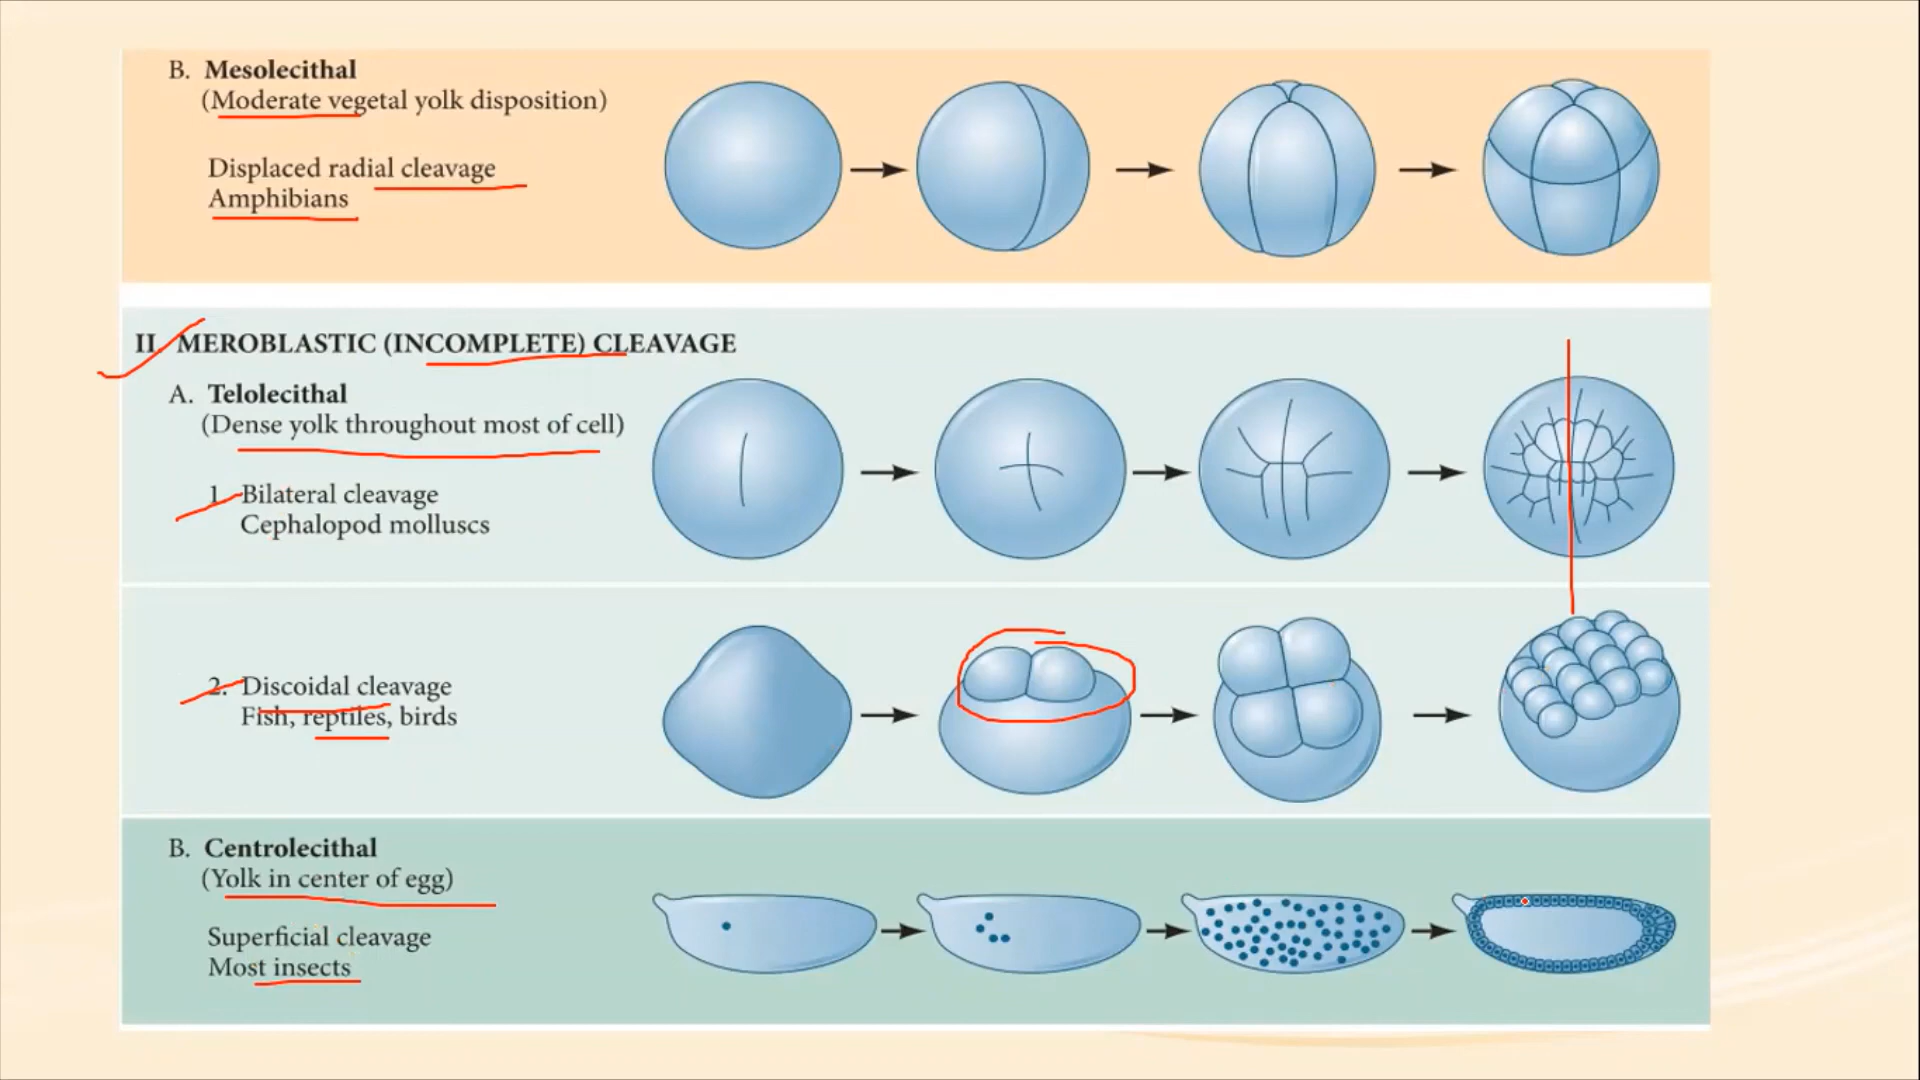 B. Mesolecithal
(Moderate vegetal yolk disposition)
Displaced radial cleavage
Amphibians
II. MEROBLASTIC (INCOMPLETE) CLEAVAGE
A. Telolecithal
(Dense yolk throughout most of cell)
1. Bilateral cleavage
Cephalopod molluscs
2. Discoidal cleavage
Fish, reptiles, birds
B. Centrolecithal
(Yolk in center of egg)
Superficial cleavage
Most insects